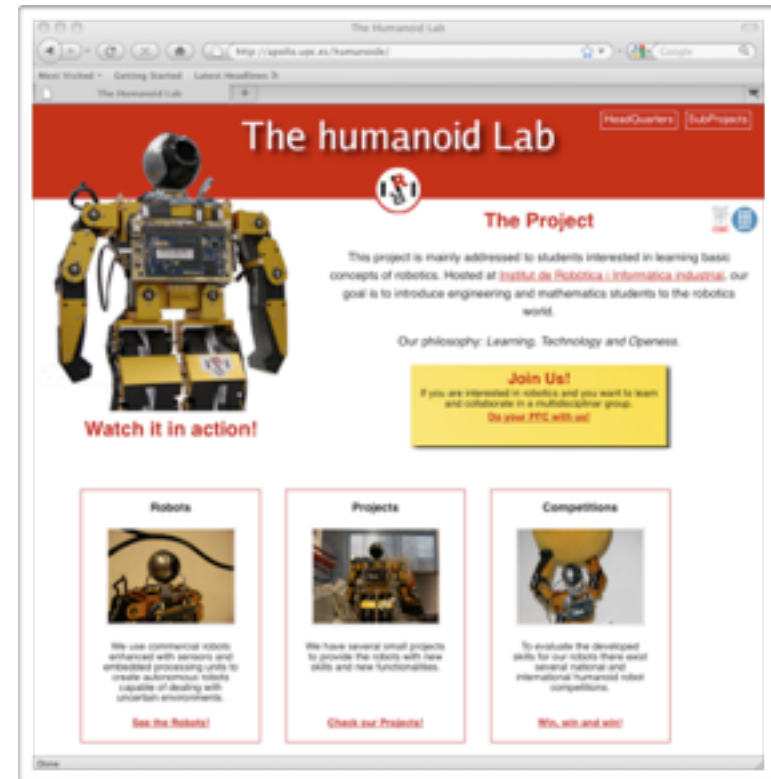 The Humanoid Lab
http://apollo.upc.es/humanoide/
Google
Most Visited Getting Started Latest Headlines
The Humanoid Lab
The humanoid Lab
HeadQuarters SubProjects
IRI
The Project
This project is mainly addressed to students interested in learning basic
concepts of robotics. Hosted at Institut de Robòtica i Informàtica industrial, our
goal is to introduce engineering and mathematics students to the robotics
world.
Our philosophy: Learning, Technology and Openess.
Join Us!
If you are interested in robotics and you want to learn
and collaborate in a multidisciplinar group.
Do your PFC with us!
Watch it in action!
Robots
We use commercial robots
enhanced with sensors and
embedded processing units to
create autonomous robots
capable of dealing with
uncertain environments.
See the Robots!
Projects
We have several small projects
to provide the robots with new
skills and new functionalities.
Check our Projects!
Competitions
To evaluate the developed
skills for our robots there exist
several national and
international humanoid robot
competitions.
Win, win and win!
Done